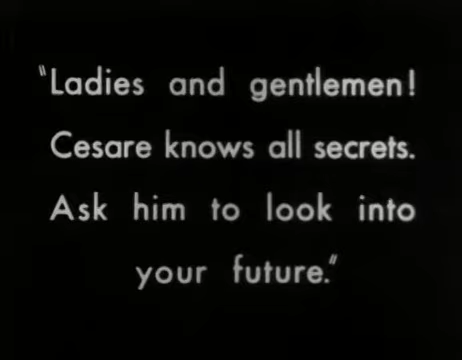 "Ladies and gentlemen!
Cesare knows all secrets.
Ask him to look into
your future."